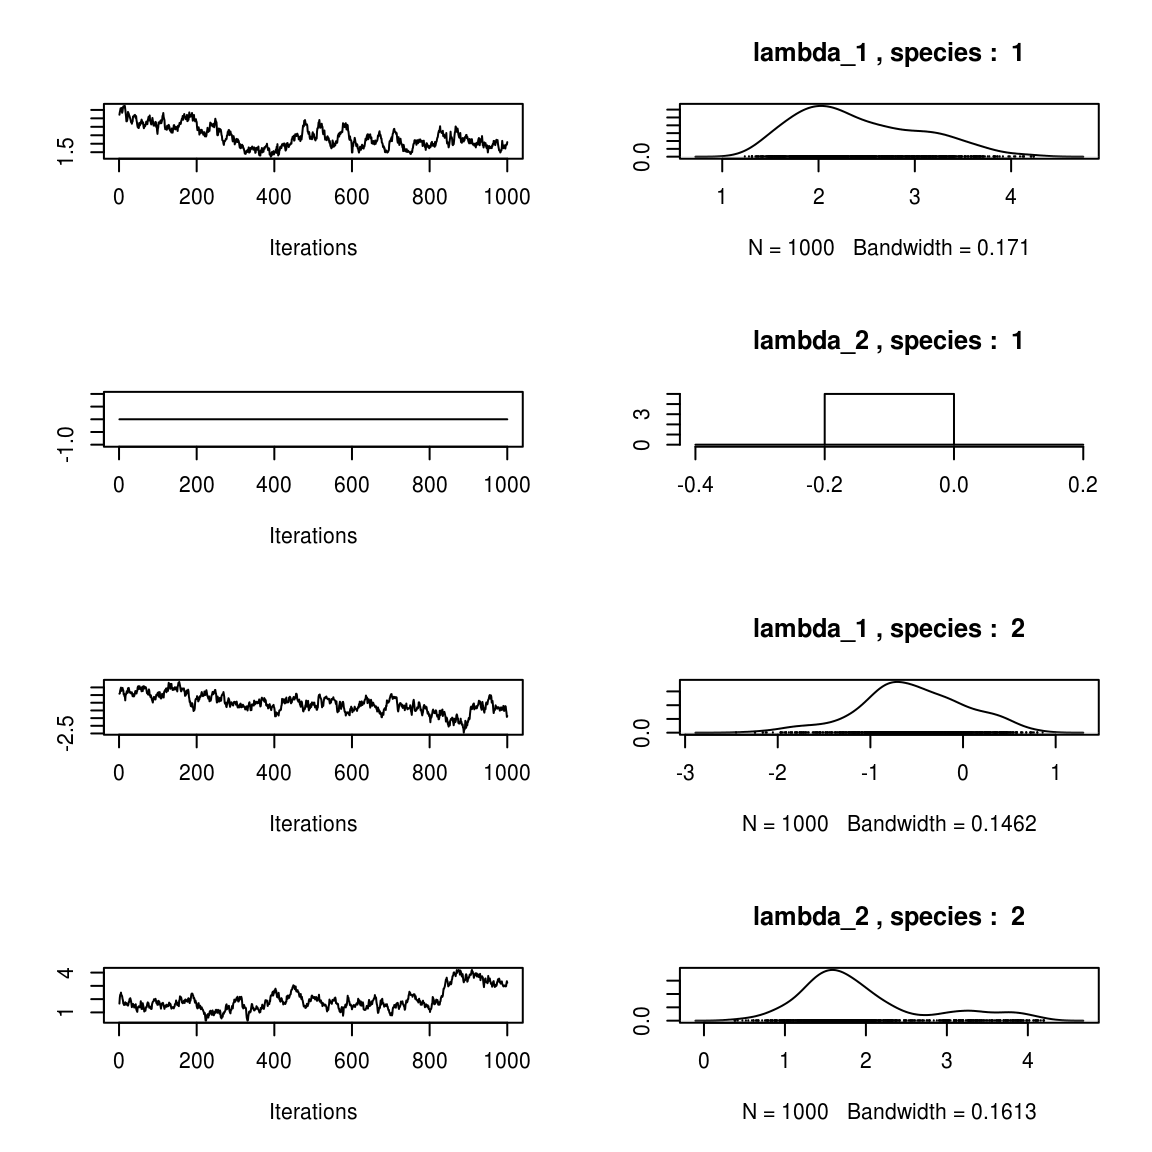 lambda_1 , species :  1
1.5
0 200 400 600 800 1000
Iterations
0.0
1 2 3 4
N = 1000   Bandwidth = 0.171
lambda_2 , species :  1
-1.0
0 200 400 600 800 1000
Iterations
0 3
-0.4 -0.2 0.0 0.2
lambda_1 , species :  2
-2.5
0 200 400 600 800 1000
Iterations
0.0
-3 -2 -1 0 1
N = 1000   Bandwidth = 0.1462
lambda_2 , species :  2
1 4
0 200 400 600 800 1000
Iterations
0.0
0 1 2 3 4
N = 1000   Bandwidth = 0.1613